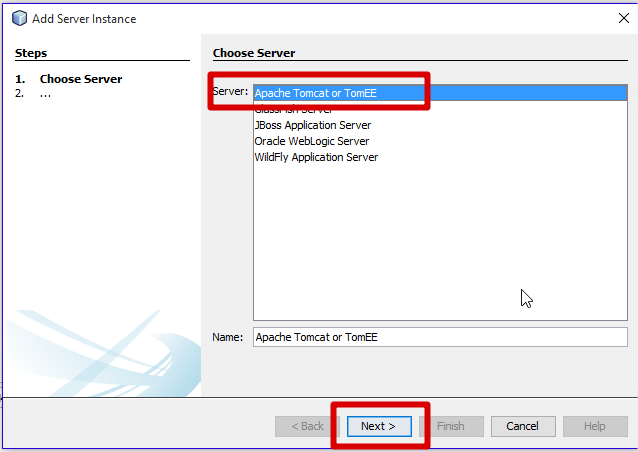 Add Server Instance
Steps
1. Choose Server
2. ...
Choose Server
Server:
Apache Tomcat or TomEE
GlassFish Server
JBoss Application Server
Oracle WebLogic Server
WildFly Application Server
Name: Apache Tomcat or TomEE
< Back
Next >
Finish
Cancel
Help